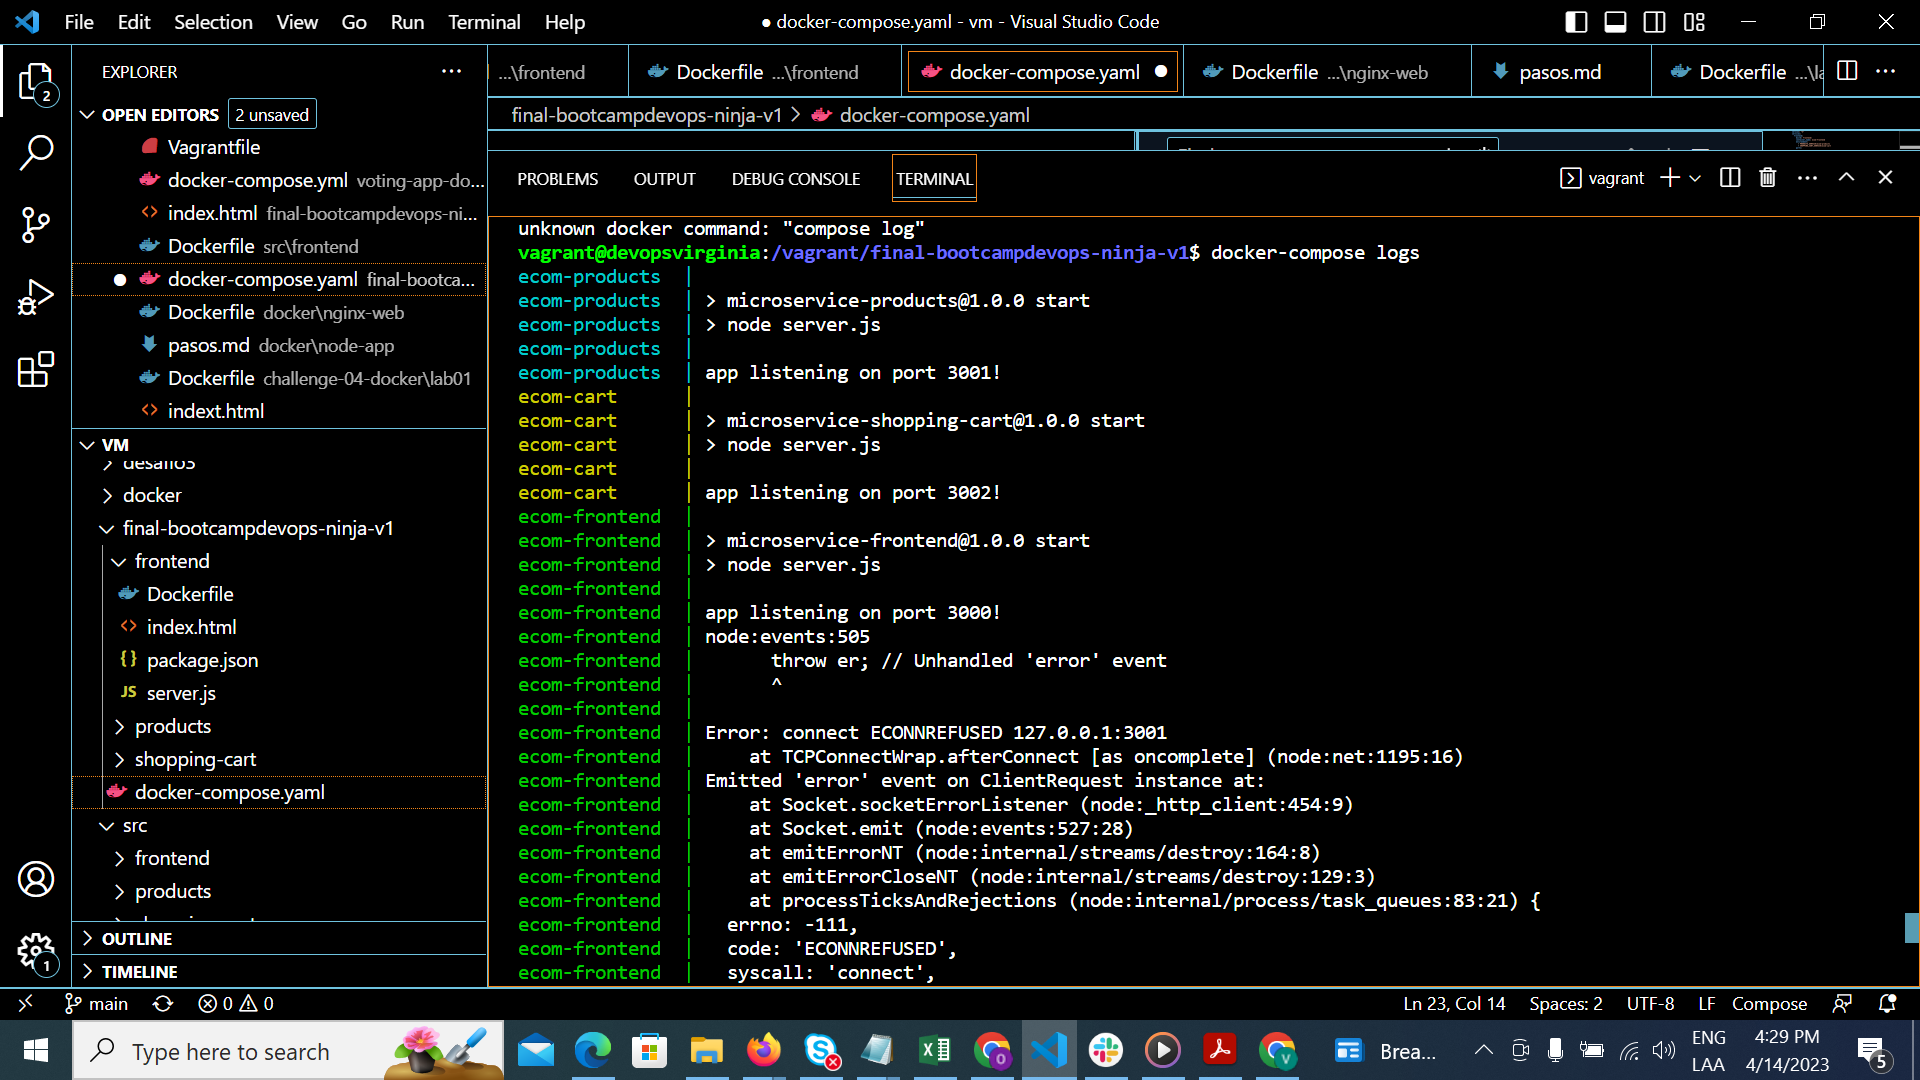 File Edit Selection View Go Run Terminal Help
● docker-compose.yaml - vm - Visual Studio Code
EXPLORER
...\frontend
Dockerfile ...\frontend
docker-compose.yaml
Dockerfile ...\nginx-web
pasos.md
Dockerfile
final-bootcampdevops-ninja-v1 > docker-compose.yaml
2
OPEN EDITORS 2 unsaved
Vagrantfile
docker-compose.yml voting-app-do...
index.html final-bootcampdevops-ni...
Dockerfile src\frontend
docker-compose.yaml final-bootca...
Dockerfile docker\nginx-web
pasos.md docker\node-app
Dockerfile challenge-04-docker\lab01
indext.html
VM
desafio3
docker
final-bootcampdevops-ninja-v1
frontend
Dockerfile
index.html
package.json
server.js
products
shopping-cart
docker-compose.yaml
src
frontend
products
OUTLINE
TIMELINE
1
PROBLEMS OUTPUT DEBUG CONSOLE TERMINAL
vagrant
unknown docker command: "compose log"
vagrant@devopsvirginia:/vagrant/final-bootcampdevops-ninja-v1$ docker-compose logs
ecom-products |
ecom-products | > microservice-products@1.0.0 start
ecom-products | > node server.js
ecom-products |
ecom-products | app listening on port 3001!
ecom-cart |
ecom-cart | > microservice-shopping-cart@1.0.0 start
ecom-cart | > node server.js
ecom-cart |
ecom-cart | app listening on port 3002!
ecom-frontend |
ecom-frontend | > microservice-frontend@1.0.0 start
ecom-frontend | > node server.js
ecom-frontend |
ecom-frontend | app listening on port 3000!
ecom-frontend | node:events:505
ecom-frontend | throw er; // Unhandled 'error' event
ecom-frontend | ^
ecom-frontend |
ecom-frontend | Error: connect ECONNREFUSED 127.0.0.1:3001
ecom-frontend | at TCPConnectWrap.afterConnect [as oncomplete] (node:net:1195:16)
ecom-frontend | Emitted 'error' event on ClientRequest instance at:
ecom-frontend | at Socket.socketErrorListener (node:_http_client:454:9)
ecom-frontend | at Socket.emit (node:events:527:28)
ecom-frontend | at emitErrorNT (node:internal/streams/destroy:164:8)
ecom-frontend | at emitErrorCloseNT (node:internal/streams/destroy:129:3)
ecom-frontend | at processTicksAndRejections (node:internal/process/task_queues:83:21) {
ecom-frontend | errno: -111,
ecom-frontend | code: 'ECONNREFUSED',
ecom-frontend | syscall: 'connect',
main 0 0
Ln 23, Col 14 Spaces: 2 UTF-8 LF Compose
Type here to search
Brea...
ENG
LAA
4:29 PM
4/14/2023
5